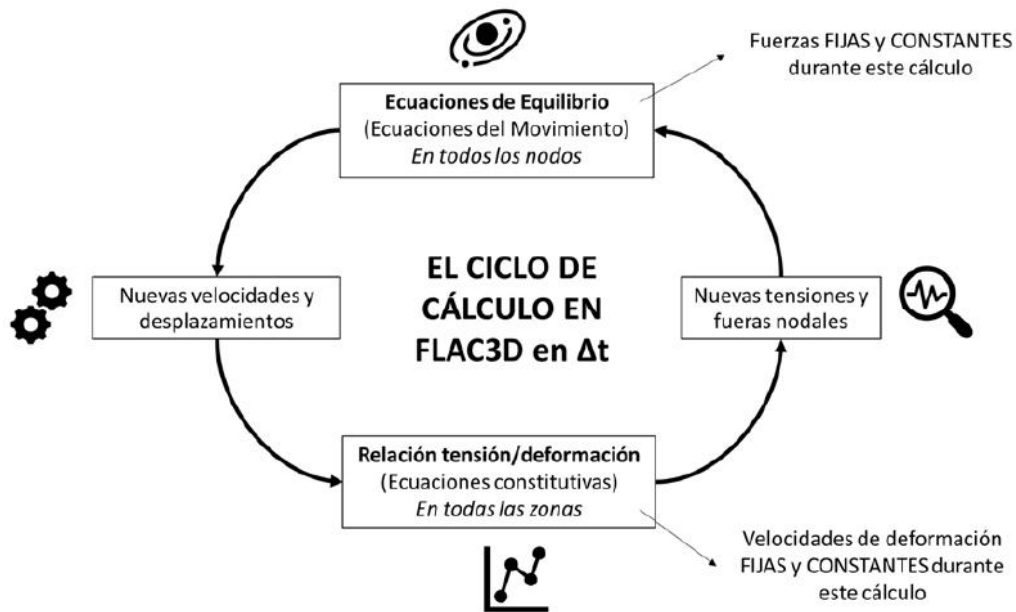 Fuerzas FIJAS y CONSTANTES
durante este cálculo
Ecuaciones de Equilibrio
(Ecuaciones del Movimiento)
En todos los nodos
EL CICLO DE
CÁLCULO EN
FLAC3D en Δt
Nuevas velocidades y
desplazamientos
Nuevas tensiones y
fueras nodales
Relación tensión/deformación
(Ecuaciones constitutivas)
En todas las zonas
Velocidades de deformación
FIJAS y CONSTANTES durante
este cálculo